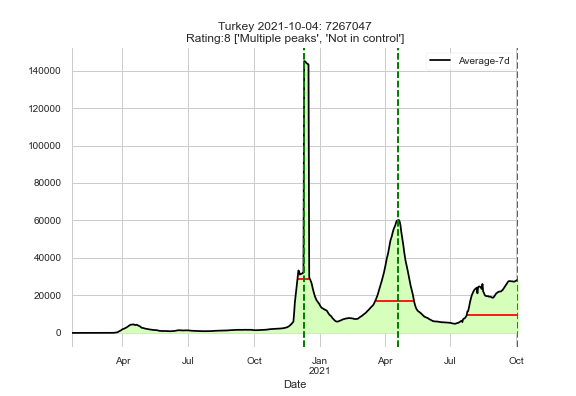 Turkey 2021-10-04: 7267047
Rating:8 ['Multiple peaks', 'Not in control']
Average-7d
140000
120000
100000
80000
60000
40000
20000
0
Apr Jul Oct Jan Apr Jul Oct
2021
Date